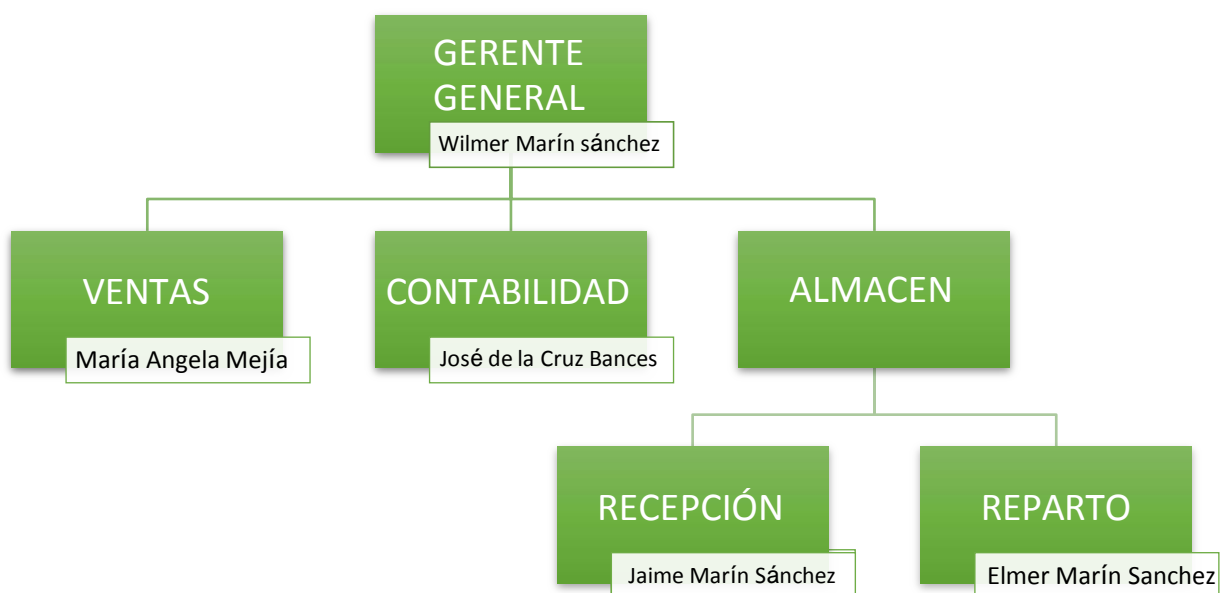 GERENTE
GENERAL
Wilmer Marín sánchez
VENTAS
María Angela Mejía
CONTABILIDAD
José de la Cruz Bances
ALMACEN
RECEPCIÓN
Jaime Marín Sánchez
REPARTO
Elmer Marín Sanchez